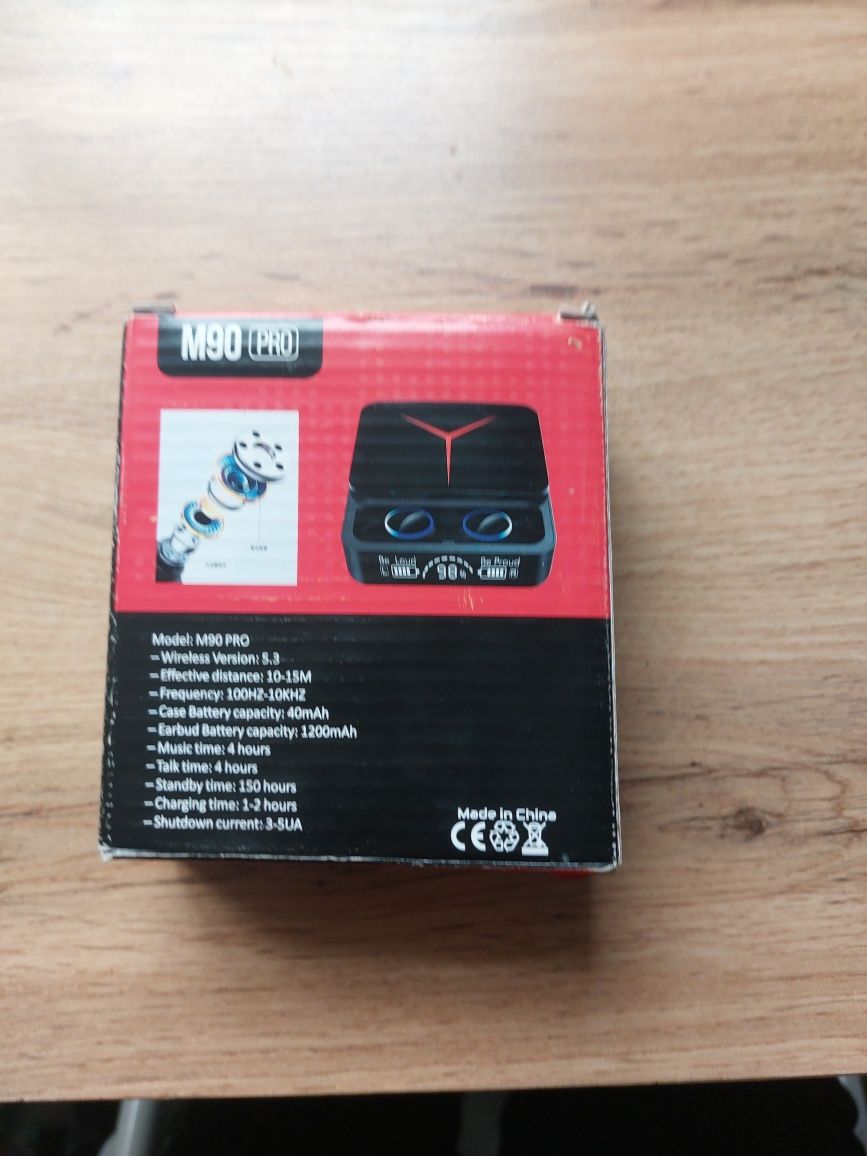 M90 PRO
Be Loud
Be Proud
L
98%
R
Model: M90 PRO
– Wireless Version: 5,3
– Effective distance: 10-15M
– Frequency: 100HZ-10KHZ
– Case Battery capacity: 40mAh
– Earbud Battery capacity: 1200mAh
– Music time: 4 hours
– Talk time: 4 hours
– Standby time: 150 hours
– Charging time: 1-2 hours
– Shutdown current: 3-5UA
Made in China
CE